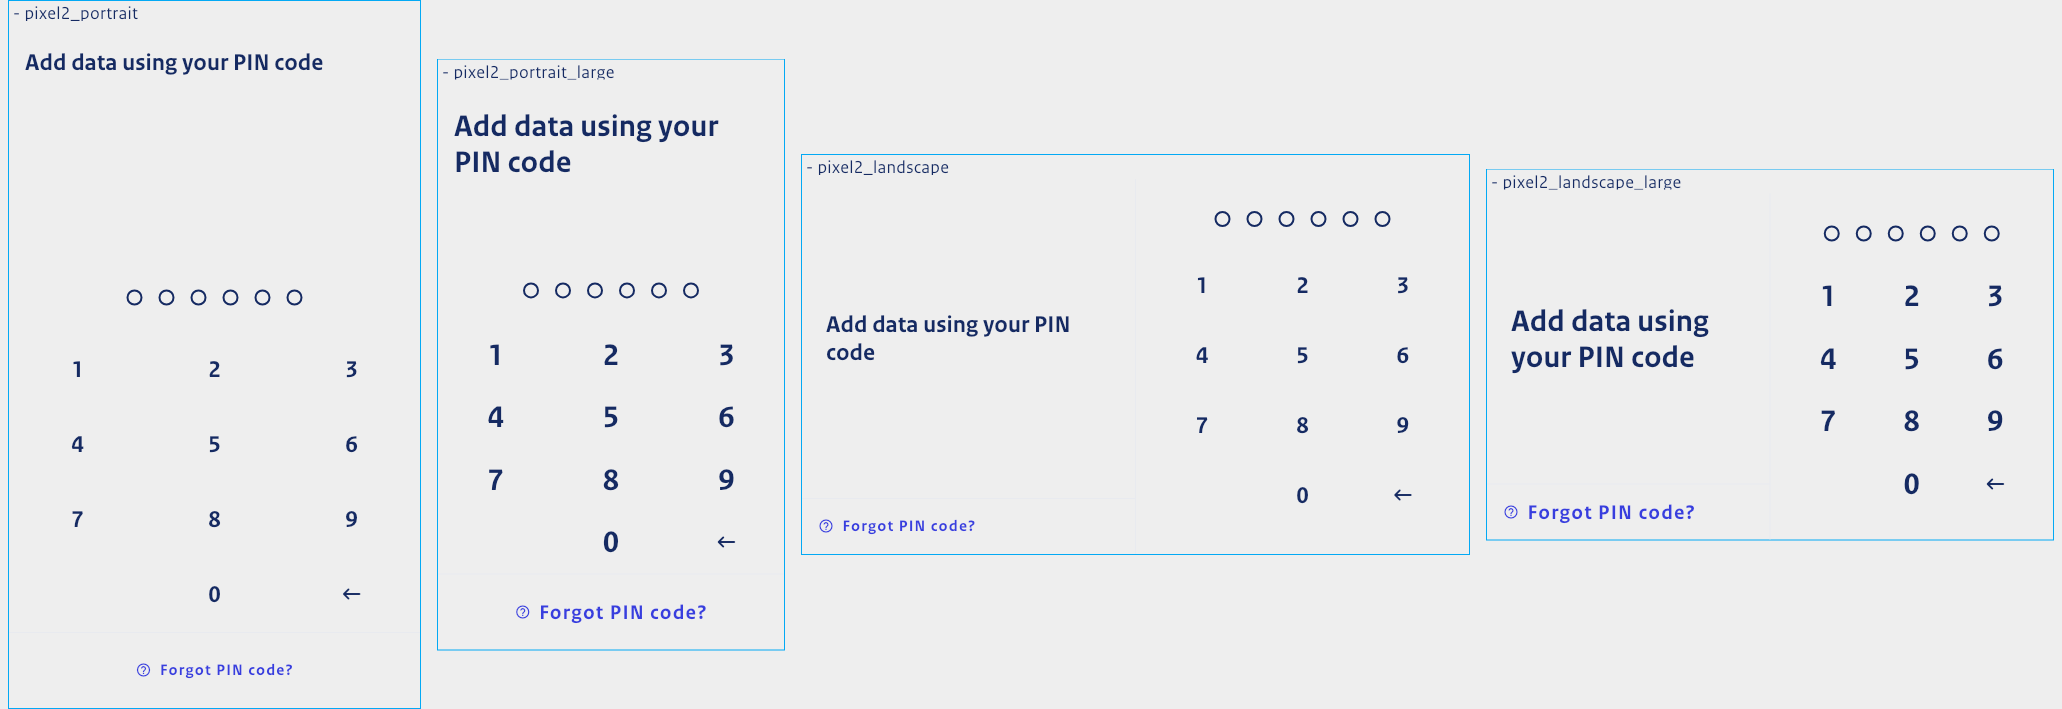 - pixel2_portrait
Add data using your PIN code
1 2 3
4 5 6
7 8 9
0 ←
Forgot PIN code?
- pixel2_portrait_large
Add data using your
PIN code
1 2 3
4 5 6
7 8 9
0 ←
Forgot PIN code?
- pixel2_landscape
Add data using your PIN
code
1 2 3
4 5 6
7 8 9
0 ←
Forgot PIN code?
- pixel2_landscape_large
Add data using
your PIN code
1 2 3
4 5 6
7 8 9
0 ←
Forgot PIN code?